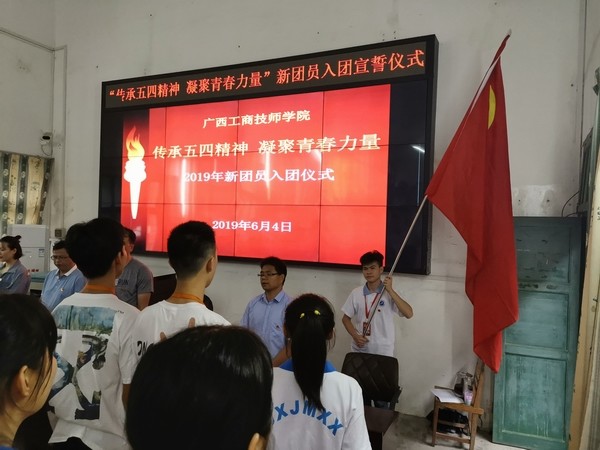 “传承五四精神 凝聚青春力量”新团员入团宣誓仪式
广西工商技师学院
传承五四精神 凝聚青春力量
2019年新团员入团仪式
2019年6月4日
XJMXX